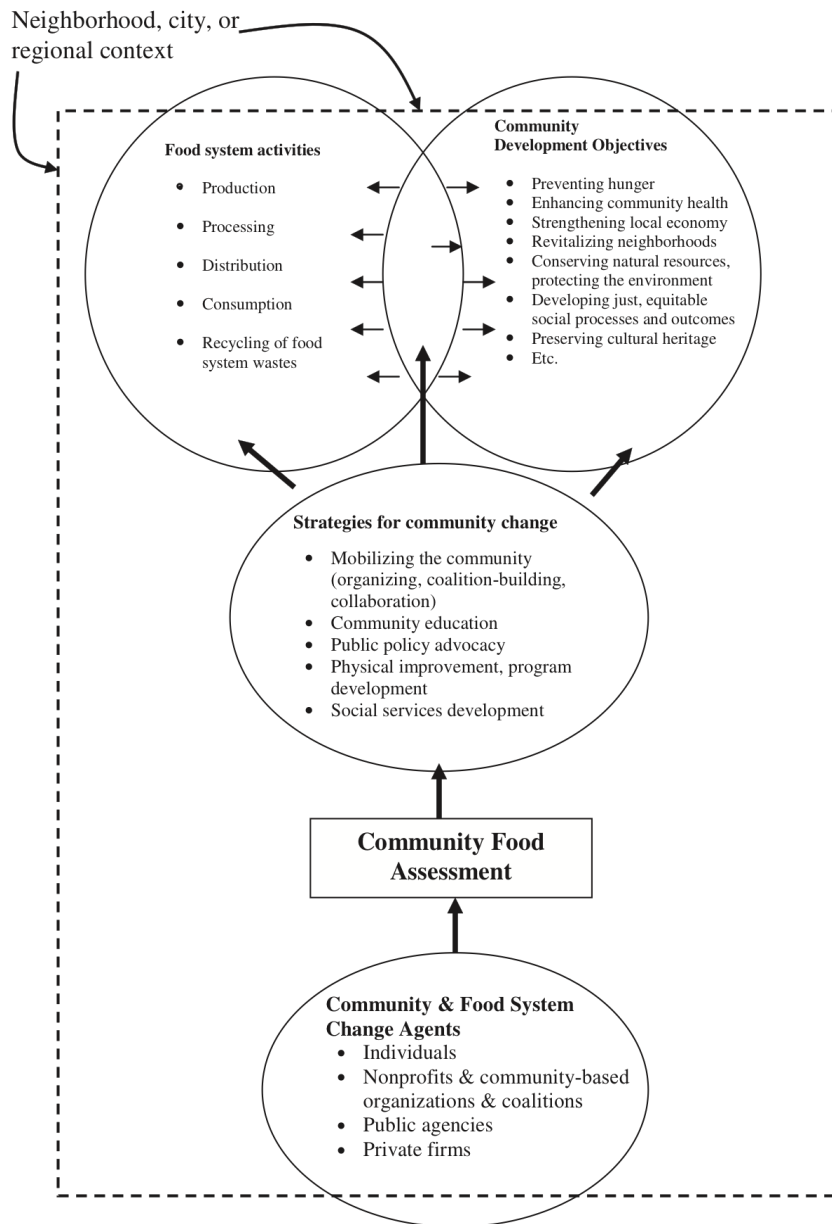 Neighborhood, city, or
regional context
Food system activities
• Production
• Processing
• Distribution
• Consumption
• Recycling of food
system wastes
Community
Development Objectives
• Preventing hunger
• Enhancing community health
• Strengthening local economy
• Revitalizing neighborhoods
• Conserving natural resources,
protecting the environment
• Developing just, equitable
social processes and outcomes
• Preserving cultural heritage
• Etc.
Strategies for community change
• Mobilizing the community
(organizing, coalition-building,
collaboration)
• Community education
• Public policy advocacy
• Physical improvement, program
development
• Social services development
Community Food
Assessment
Community & Food System
Change Agents
• Individuals
• Nonprofits & community-based
organizations & coalitions
• Public agencies
• Private firms